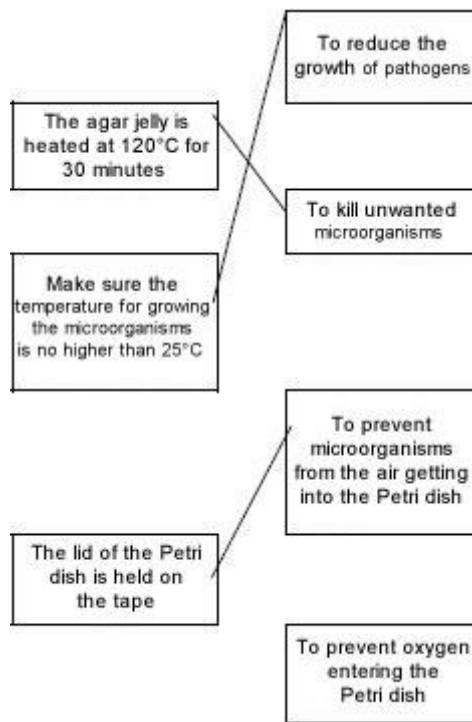 To reduce the
growth of pathogens
The agar jelly is
heated at 120°C for
30 minutes
To kill unwanted
microorganisms
Make sure the
temperature for growing
the microorganisms
is no higher than 25°C
To prevent
microorganisms
from the air getting
into the Petri dish
The lid of the Petri
dish is held on
the tape
To prevent oxygen
entering the
Petri dish